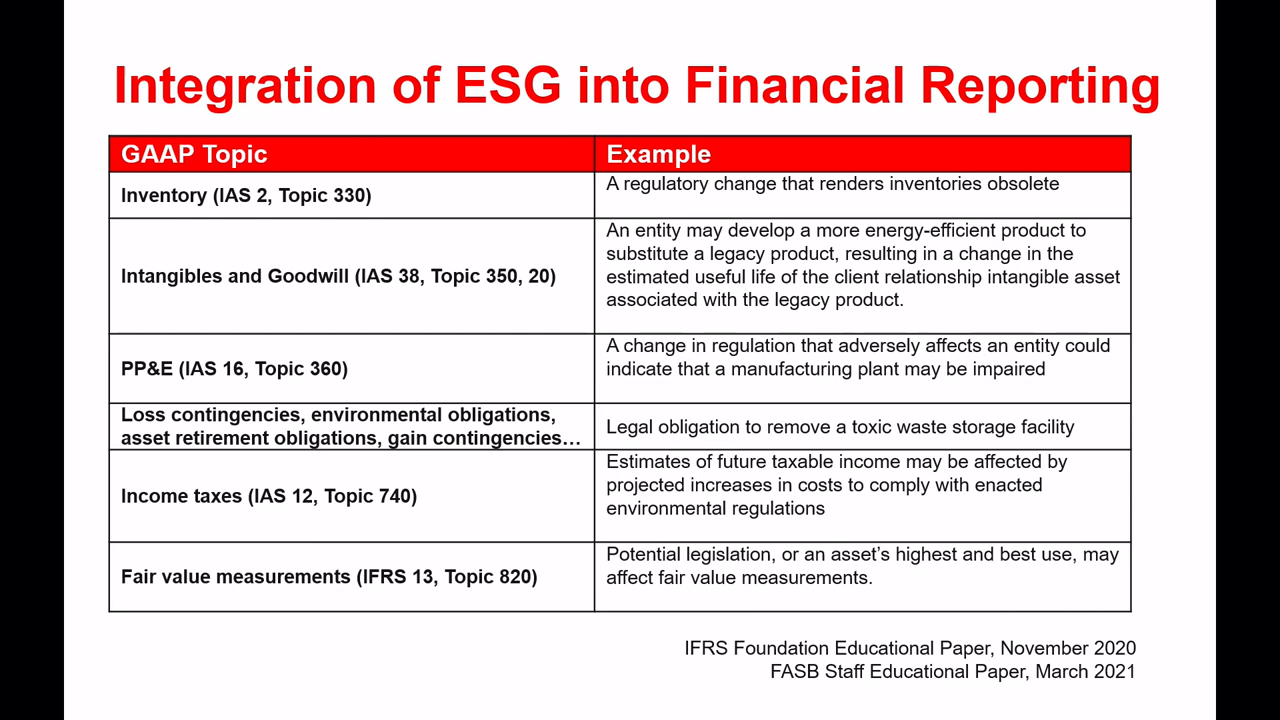 Integration of ESG into Financial Reporting
GAAP Topic
Example
Inventory (IAS 2, Topic 330)
A regulatory change that renders inventories obsolete
Intangibles and Goodwill (IAS 38, Topic 350, 20)
An entity may develop a more energy-efficient product to
substitute a legacy product, resulting in a change in the
estimated useful life of the client relationship intangible asset
associated with the legacy product.
PP&E (IAS 16, Topic 360)
A change in regulation that adversely affects an entity could
indicate that a manufacturing plant may be impaired
Loss contingencies, environmental obligations,
asset retirement obligations, gain contingencies…
Legal obligation to remove a toxic waste storage facility
Income taxes (IAS 12, Topic 740)
Estimates of future taxable income may be affected by
projected increases in costs to comply with enacted
environmental regulations
Fair value measurements (IFRS 13, Topic 820)
Potential legislation, or an asset’s highest and best use, may
affect fair value measurements.
IFRS Foundation Educational Paper, November 2020
FASB Staff Educational Paper, March 2021